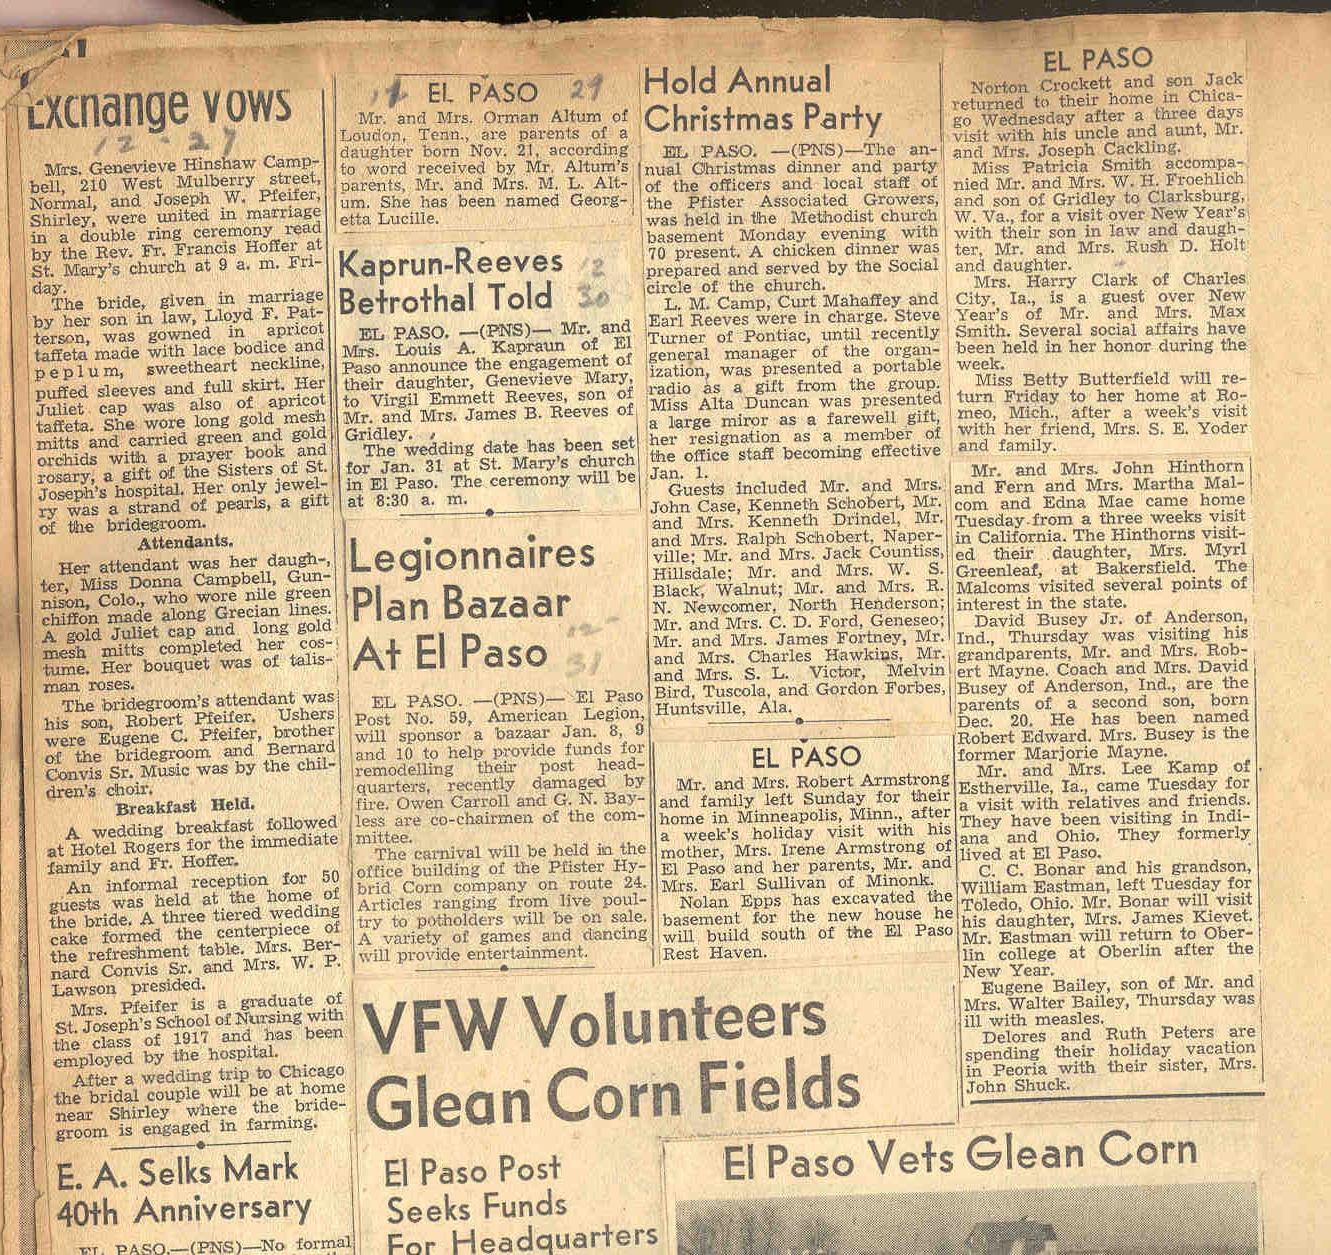 Exchange Vows
12-27
Mrs. Genevieve Hinshaw Camp-
bell, 210 West Mulberry street,
Normal, and Joseph W. Pfeifer,
Shirley, were united in marriage
in a double ring ceremony read
by the Rev. Fr. Francis Hoffer at
St. Mary's church at 9 a. m. Fri-
day.
The bride, given in marriage
by her son in law, Lloyd F. Pat-
terson, was gowned in apricot
taffeta made with lace bodice and
peplum, sweetheart neckline,
puffed sleeves and full skirt. Her
Juliet cap was also of apricot
taffeta. She wore long gold mesh
mitts and carried green and gold
orchids with a prayer book and
rosary, a gift of the Sisters of St.
Joseph's hospital. Her only jewel-
ry was a strand of pearls, a gift
of the bridegroom.
Attendants.
Her attendant was her daugh-,
ter, Miss Donna Campbell, Gun-
nison, Colo., who wore nile green
chiffon made along Grecian lines.
A gold Juliet cap and long gold
mesh mitts completed her cos-
tume. Her bouquet was of talis-
man roses.
The bridegroom's attendant was
his son, Robert Pfeifer. Ushers
were Eugene C. Pfeifer, brother
of the bridegroom and Bernard
Convis Sr. Music was by the chil-
dren's choir.
Breakfast Held.
A wedding breakfast followed
at Hotel Rogers for the immediate
family and Fr. Hoffer.
An informal reception for 50
guests was held at the home of
the bride. A three tiered wedding
cake formed the centerpiece of
the refreshment table. Mrs. Ber-
nard Convis Sr. and Mrs. W. P.
Lawson presided.
Mrs. Pfeifer is a graduate of
St. Joseph's School of Nursing with
the class of 1917 and has been
employed by the hospital.
After a wedding trip to Chicago
the bridal couple will be at home
near Shirley where the bride-
groom is engaged in farming.
E. A. Selks Mark
40th Anniversary
EL PASO.—(PNS)—No formal
12 EL PASO 29
Mr. and Mrs. Orman Altum of
Loudon, Tenn., are parents of a
daughter born Nov. 21, according
to word received by Mr. Altum's
parents, Mr. and Mrs. M. L. Alt-
um. She has been named Georg-
etta Lucille.
Kaprun-Reeves 12
Betrothal Told 30
EL PASO. —(PNS)— Mr. and
Mrs. Louis A. Kapraun of El
Paso announce the engagement of
their daughter, Genevieve Mary,
to Virgil Emmett Reeves, son of
Mr. and Mrs. James B. Reeves of
Gridley.
The wedding date has been set
for Jan. 31 at St. Mary's church
in El Paso. The ceremony will be
at 8:30 a. m.
Legionnaires
Plan Bazaar
At El Paso
12-
31
EL PASO. —(PNS)— El Paso
Post No. 59, American Legion,
will sponsor a bazaar Jan. 8, 9
and 10 to help provide funds for
remodelling their post head-
quarters, recently damaged by
fire. Owen Carroll and G. N. Bay-
less are co-chairmen of the com-
mittee.
The carnival will be held in the
office building of the Pfister Hy-
brid Corn company on route 24.
Articles ranging from live poul-
try to potholders will be on sale.
A variety of games and dancing
will provide entertainment.
Hold Annual
Christmas Party
EL PASO. —(PNS)—The an-
nual Christmas dinner and party
of the officers and local staff of
the Pfister Associated Growers,
was held in the Methodist church
basement Monday evening with
70 present. A chicken dinner was
prepared and served by the Social
circle of the church.
L. M. Camp, Curt Mahaffey and
Earl Reeves were in charge. Steve
Turner of Pontiac, until recently
general manager of the organ-
ization, was presented a portable
radio as a gift from the group.
Miss Alta Duncan was presented
a large miror as a farewell gift,
her resignation as a member of
the office staff becoming effective
Jan. 1.
Guests included Mr. and Mrs.
John Case, Kenneth Schobert, Mr.
and Mrs. Kenneth Drindel, Mr.
and Mrs. Ralph Schobert, Naper-
ville; Mr. and Mrs. Jack Countiss,
Hillsdale; Mr. and Mrs. W. S.
Black, Walnut; Mr. and Mrs. R.
N. Newcomer, North Henderson;
Mr. and Mrs. C. D. Ford, Geneseo;
Mr. and Mrs. James Fortney, Mr.
and Mrs. Charles Hawkins, Mr.
and Mrs. S. L. Victor, Melvin
Bird, Tuscola, and Gordon Forbes,
Huntsville, Ala.
EL PASO
Mr. and Mrs. Robert Armstrong
and family left Sunday for their
home in Minneapolis, Minn., after
a week's holiday visit with his
mother, Mrs. Irene Armstrong of
El Paso and her parents, Mr. and
Mrs. Earl Sullivan of Minonk.
Nolan Epps has excavated the
basement for the new house he
will build south of the El Paso
Rest Haven.
EL PASO
Norton Crockett and son Jack
returned to their home in Chica-
go Wednesday after a three days
visit with his uncle and aunt, Mr.
and Mrs. Joseph Cackling.
Miss Patricia Smith accompa-
nied Mr. and Mrs. W. H. Froehlich
and son of Gridley to Clarksburg,
W. Va., for a visit over New Year's
with their son in law and daugh-
ter, Mr. and Mrs. Rush D. Holt
and daughter.
Mrs. Harry Clark of Charles
City, Ia., is a guest over New
Year's of Mr. and Mrs. Max
Smith. Several social affairs have
been held in her honor during the
week.
Miss Betty Butterfield will re-
turn Friday to her home at Ro-
meo, Mich., after a week's visit
with her friend, Mrs. S. E. Yoder
and family.
Mr. and Mrs. John Hinthorn
and Fern and Mrs. Martha Mal-
com and Edna Mae came home
Tuesday from a three weeks visit
in California. The Hinthorns visit-
ed their daughter, Mrs. Myrl
Greenleaf, at Bakersfield. The
Malcoms visited several points of
interest in the state.
David Busey Jr. of Anderson,
Ind., Thursday was visiting his
grandparents, Mr. and Mrs. Rob-
ert Mayne. Coach and Mrs. David
Busey of Anderson, Ind., are the
parents of a second son, born
Dec. 20. He has been named
Robert Edward. Mrs. Busey is the
former Marjorie Mayne.
Mr. and Mrs. Lee Kamp of
Estherville, Ia., came Tuesday for
a visit with relatives and friends.
They have been visiting in Indi-
ana and Ohio. They formerly
lived at El Paso.
C. C. Bonar and his grandson,
William Eastman, left Tuesday for
Toledo, Ohio. Mr. Bonar will visit
his daughter, Mrs. James Kievet.
Mr. Eastman will return to Ober-
lin college at Oberlin after the
New Year.
Eugene Bailey, son of Mr. and
Mrs. Walter Bailey, Thursday was
ill with measles.
Delores and Ruth Peters are
spending their holiday vacation
in Peoria with their sister, Mrs.
John Shuck.
VFW Volunteers
Glean Corn Fields
El Paso Post
Seeks Funds
For Headquarters
El Paso Vets Glean Corn